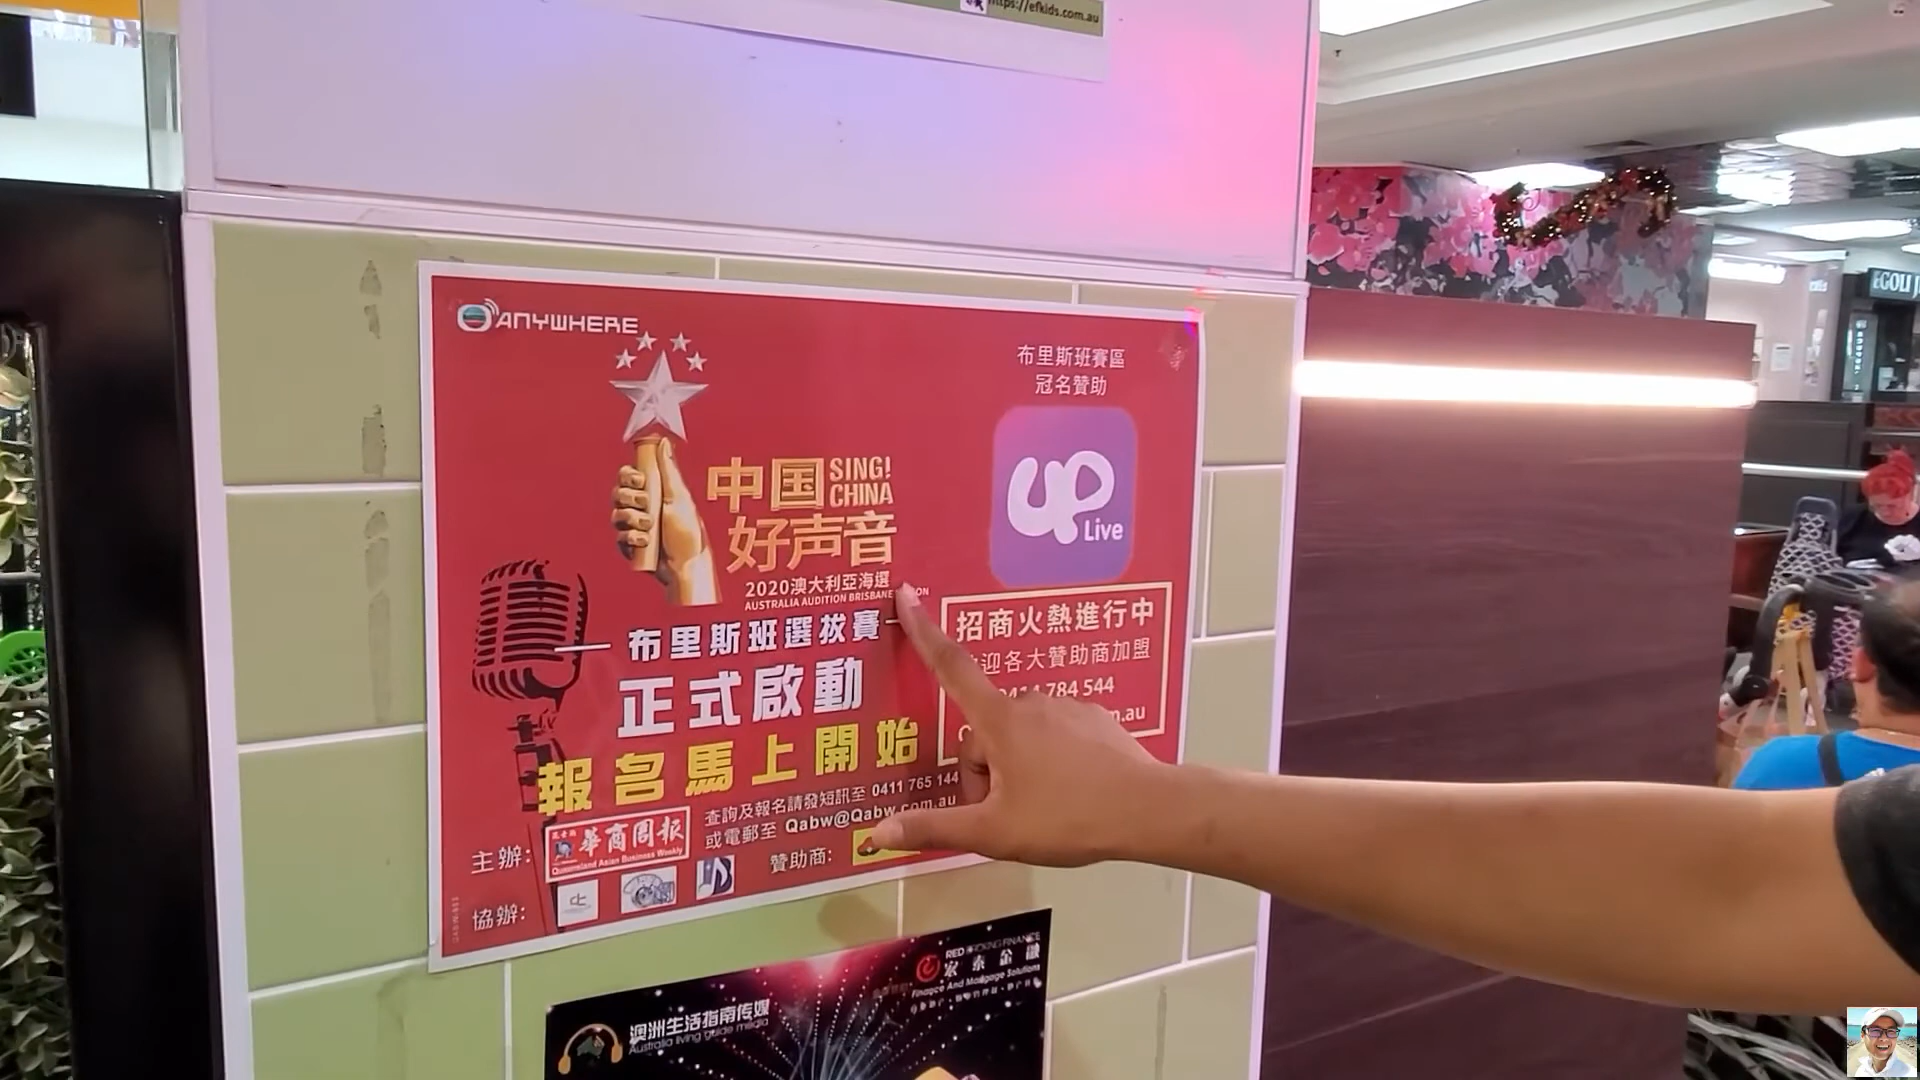 https://efkids.com.au
ANYWHERE
布里斯班賽區
冠名贊助
UP
Live
中国 SING! CHINA
好声音
2020澳大利亞海選
AUSTRALIA AUDITION BRISBANE
布里斯班選拔賽
正式啟動
報名馬上開始
招商火熱進行中
迎各大贊助商加盟
784 544
m.au
查詢及報名請發短訊至 0411 765 144
或電郵至 Qabw@Qabw.com.au
主辦:
華商周報
Queensland Asian Business Weekly
贊助商:
協辦:
澳洲生活指南传媒
Australia living guide media
RED
宏泰金融
Finance And Mortgage Solutions
EGOLI